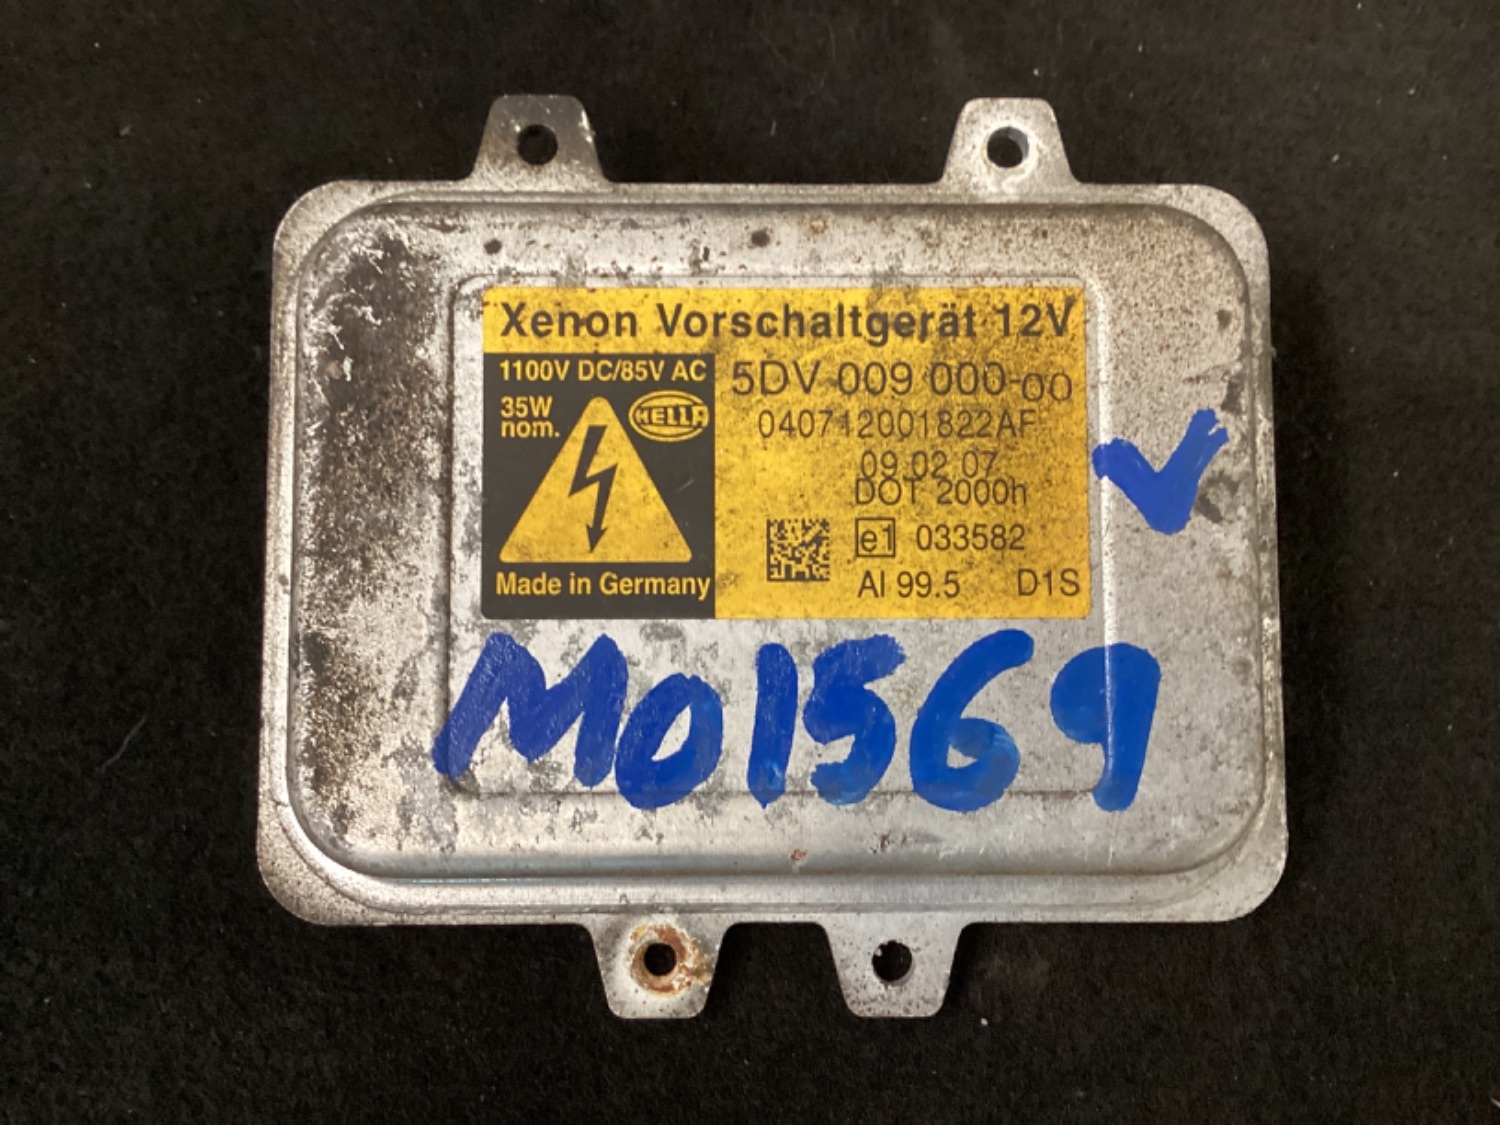 Xenon Vorschaltgerät 12V
1100V DC/85V AC
35W
nom.
HELLA
Made in Germany
5DV 009 000-00
040712001822AF
09.02.07
DOT 2000h
e1 033582
Al 99.5 D1S
M01569